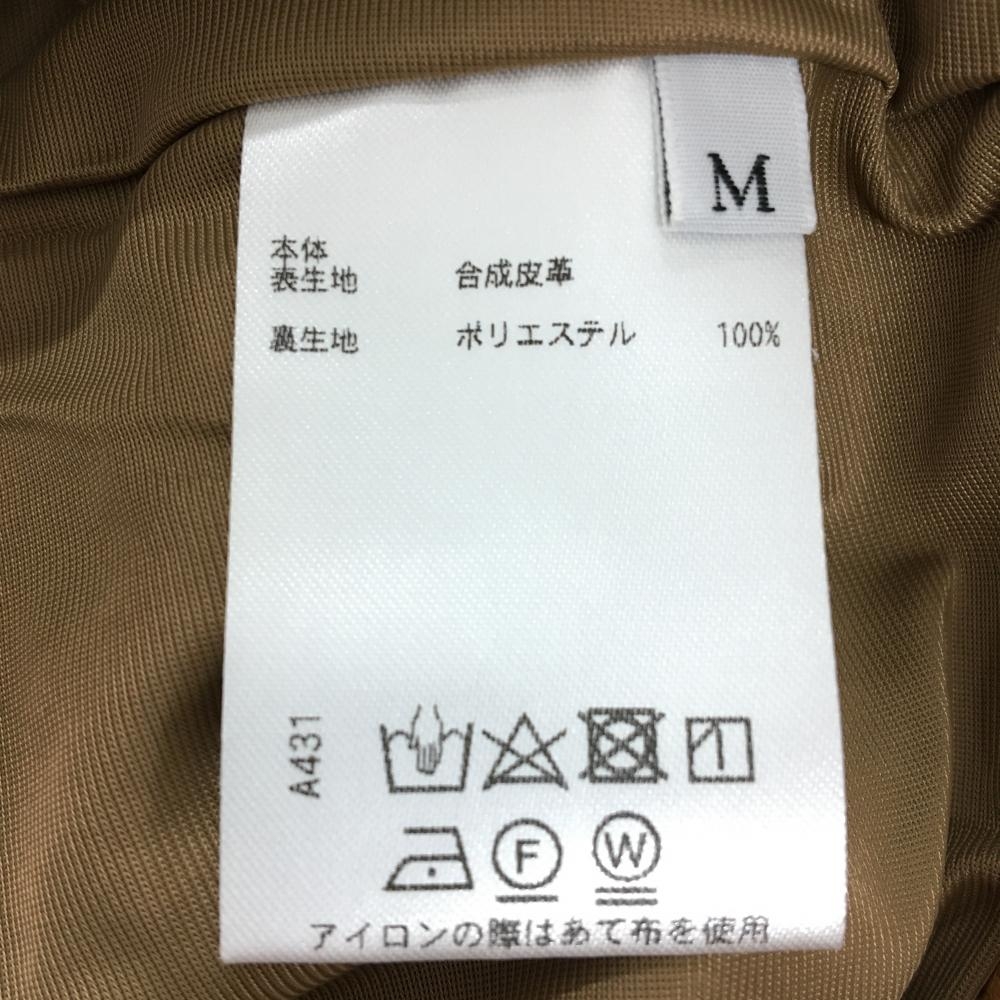 M
本体
表生地 合成皮革
裏生地 ポリエステル 100%
A431
F W
アイロンの際はあて布を使用